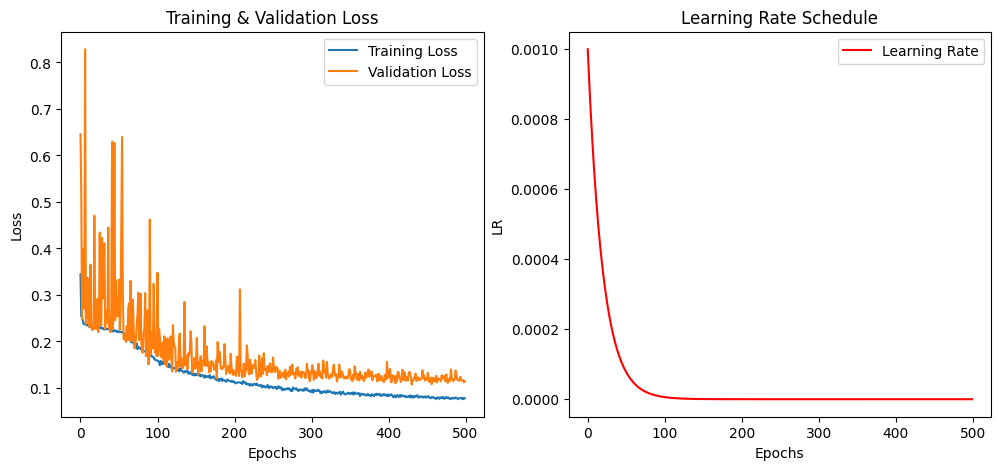 Training & Validation Loss
Training Loss
Validation Loss
Loss
0.8
0.7
0.6
0.5
0.4
0.3
0.2
0.1
0
100
200
300
400
500
Epochs
Learning Rate Schedule
Learning Rate
LR
0.0010
0.0008
0.0006
0.0004
0.0002
0.0000
0
100
200
300
400
500
Epochs